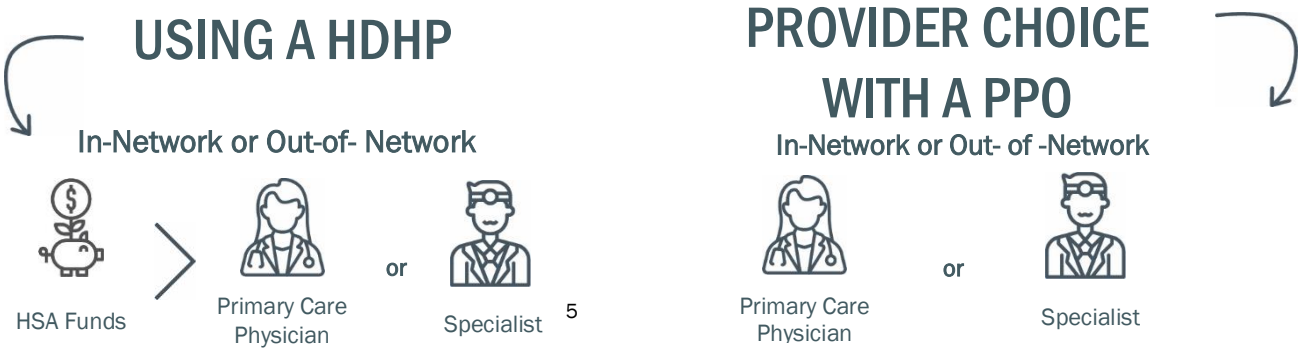 USING A HDHP
In-Network or Out-of- Network
HSA Funds
Primary Care
Physician
or
Specialist
5
PROVIDER CHOICE
WITH A PPO
In-Network or Out- of -Network
Primary Care
Physician
or
Specialist